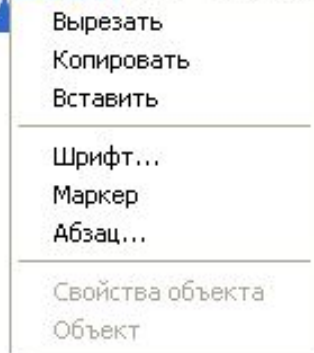 Вырезать
Копировать
Вставить
Шрифт...
Маркер
Абзац...
Свойства объекта
Объект